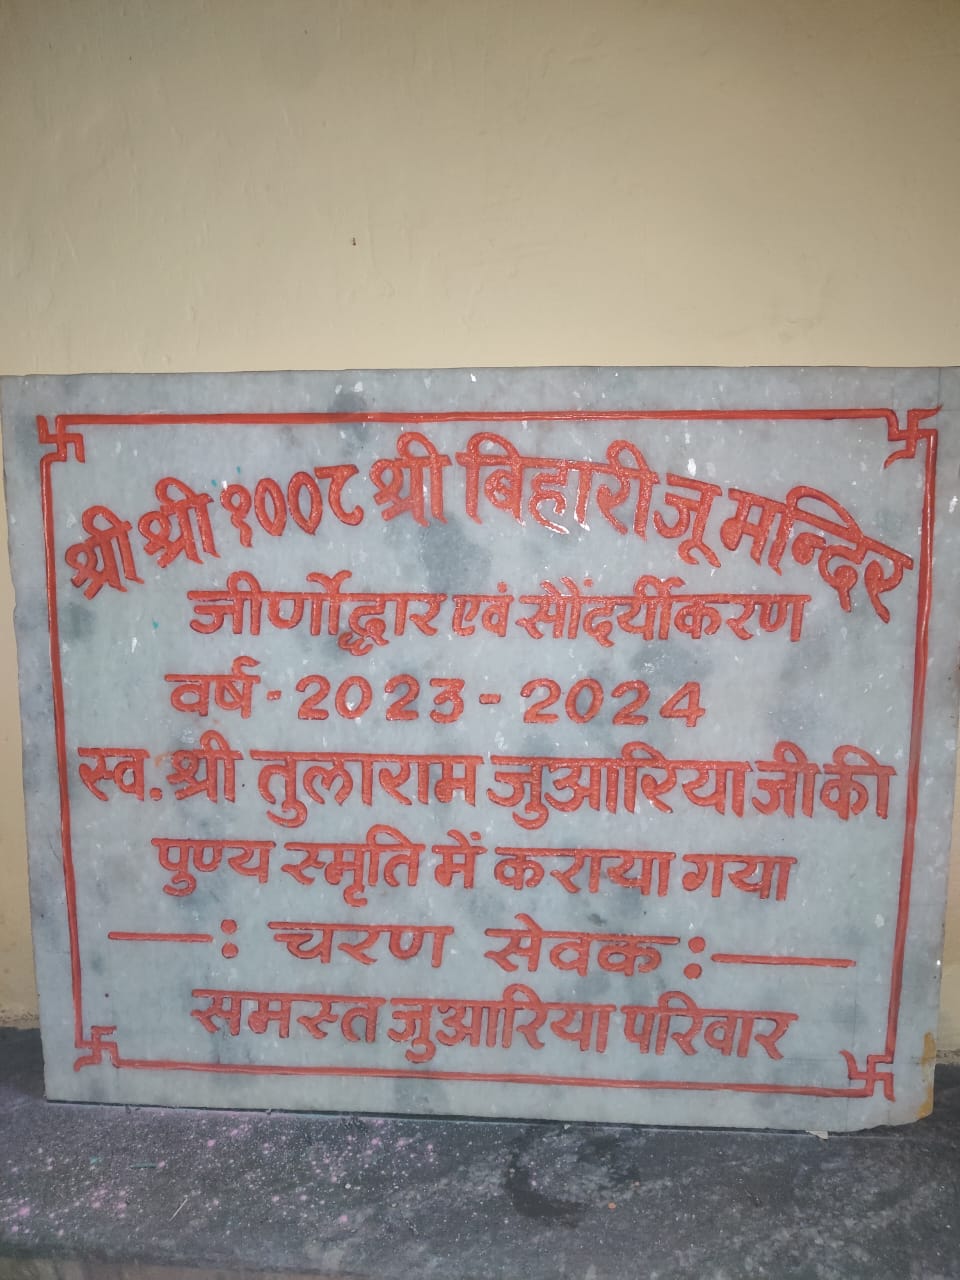 श्री श्री १००८ श्री बिहारी जू मन्दिर
जीर्णोद्धार एवं सौंदर्यीकरण
वर्ष - 2023 - 2024
स्व. श्री तुलाराम जुआरिया जी की
पुण्य स्मृति में कराया गया
—: चरण सेवक :—
समस्त जुआरिया परिवार